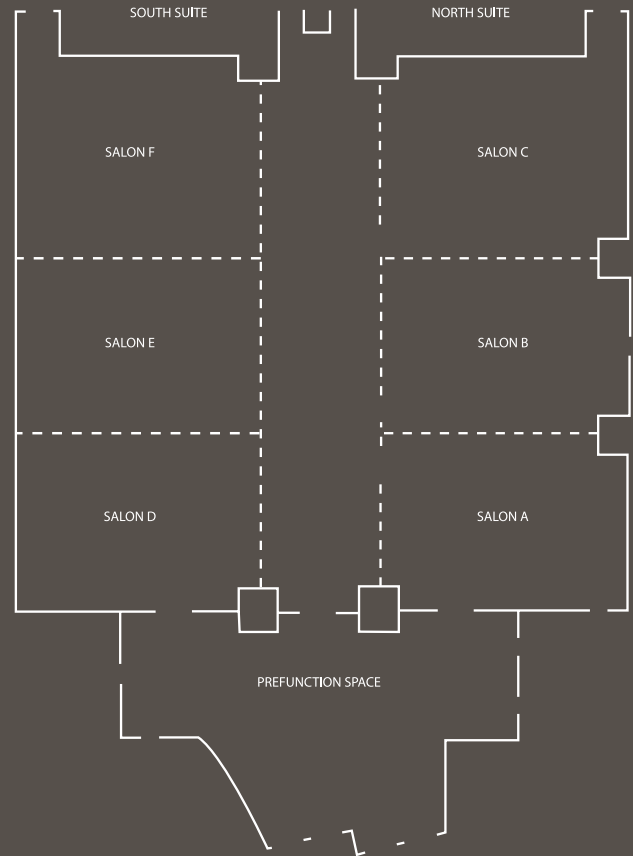 SOUTH SUITE
NORTH SUITE
SALON F
SALON C
SALON E
SALON B
SALON D
SALON A
PREFUNCTION SPACE